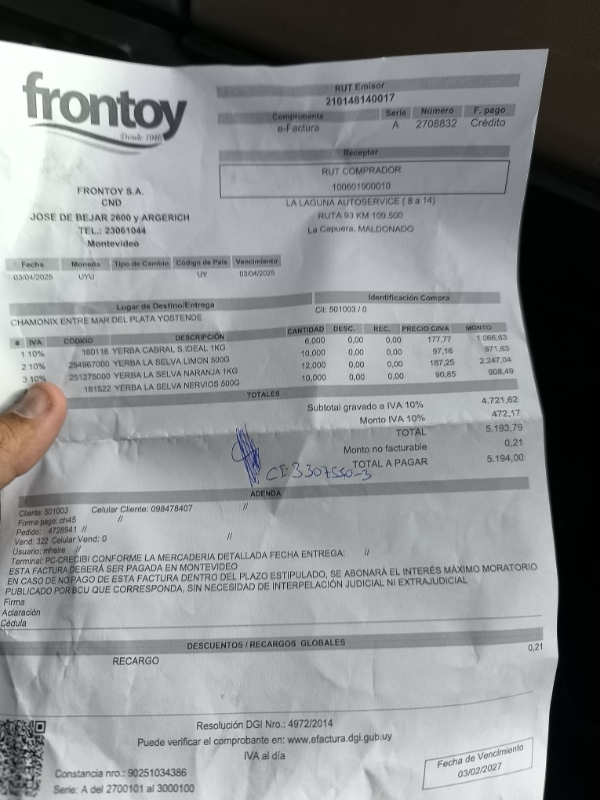 frontoy
Desde 1940
FRONTOY S.A.
CND
JOSE DE BEJAR 2600 y ARGERICH
TEL.: 23061044
Montevideo
RUT Emisor
210148140017
Comprobante Serie Número F. pago
e-Factura A 2708832 Crédito
Receptor
RUT COMPRADOR
100601900010
LA LAGUNA AUTOSERVICE ( 8 a 14)
RUTA 93 KM 109.500
La Capuera, MALDONADO
Fecha Moneda Tipo de Cambio Código de País Vencimiento
03/04/2025 UYU UY 03/04/2025
Lugar de Destino/Entrega Identificación Compra
CHAMONIX ENTRE MAR DEL PLATA YOSTENDE CII: 501003 / 0
# IVA CÓDIGO DESCRIPCIÓN CANTIDAD DESC. REC. PRECIO C/IVA MONTO
1 10% 160116 YERBA CABRAL S.IDEAL 1KG 6,000 0,00 0,00 177,77 1.066,63
2 10% 254967000 YERBA LA SELVA LIMON 500G 10,000 0,00 0,00 97,16 971,63
3 10% 251275000 YERBA LA SELVA NARANJA 1KG 12,000 0,00 0,00 187,25 2.247,04
181522 YERBA LA SELVA NERVIOS 500G 10,000 0,00 0,00 90,85 908,49
TOTALES
Subtotal gravado a IVA 10% 4.721,62
Monto IVA 10% 472,17
TOTAL 5.193,79
Monto no facturable 0,21
TOTAL A PAGAR 5.194,00
CI: 3307550-3
ADENDA
Cliente: 501003 Celular Cliente: 098478407 //
Forma pago: ch45 //
Pedido: 4726941 //
Vend: 322 Celular Vend: 0 //
Usuario: mfreire //
Terminal: PC-CRECIBI CONFORME LA MERCADERIA DETALLADA FECHA ENTREGA: //
ESTA FACTURA DEBERÁ SER PAGADA EN MONTEVIDEO
EN CASO DE NO PAGO DE ESTA FACTURA DENTRO DEL PLAZO ESTIPULADO, SE ABONARÁ EL INTERÉS MÁXIMO MORATORIO
PUBLICADO POR BCU QUE CORRESPONDA, SIN NECESIDAD DE INTERPELACIÓN JUDICIAL NI EXTRAJUDICIAL
Firma
Aclaración
Cédula
DESCUENTOS / RECARGOS GLOBALES
RECARGO 0,21
Resolución DGI Nro.: 4972/2014
Puede verificar el comprobante en: www.efactura.dgi.gub.uy
IVA al día
Constancia nro.: 90251034386
Serie: A del 2700101 al 3000100
Fecha de Vencimiento
03/02/2027